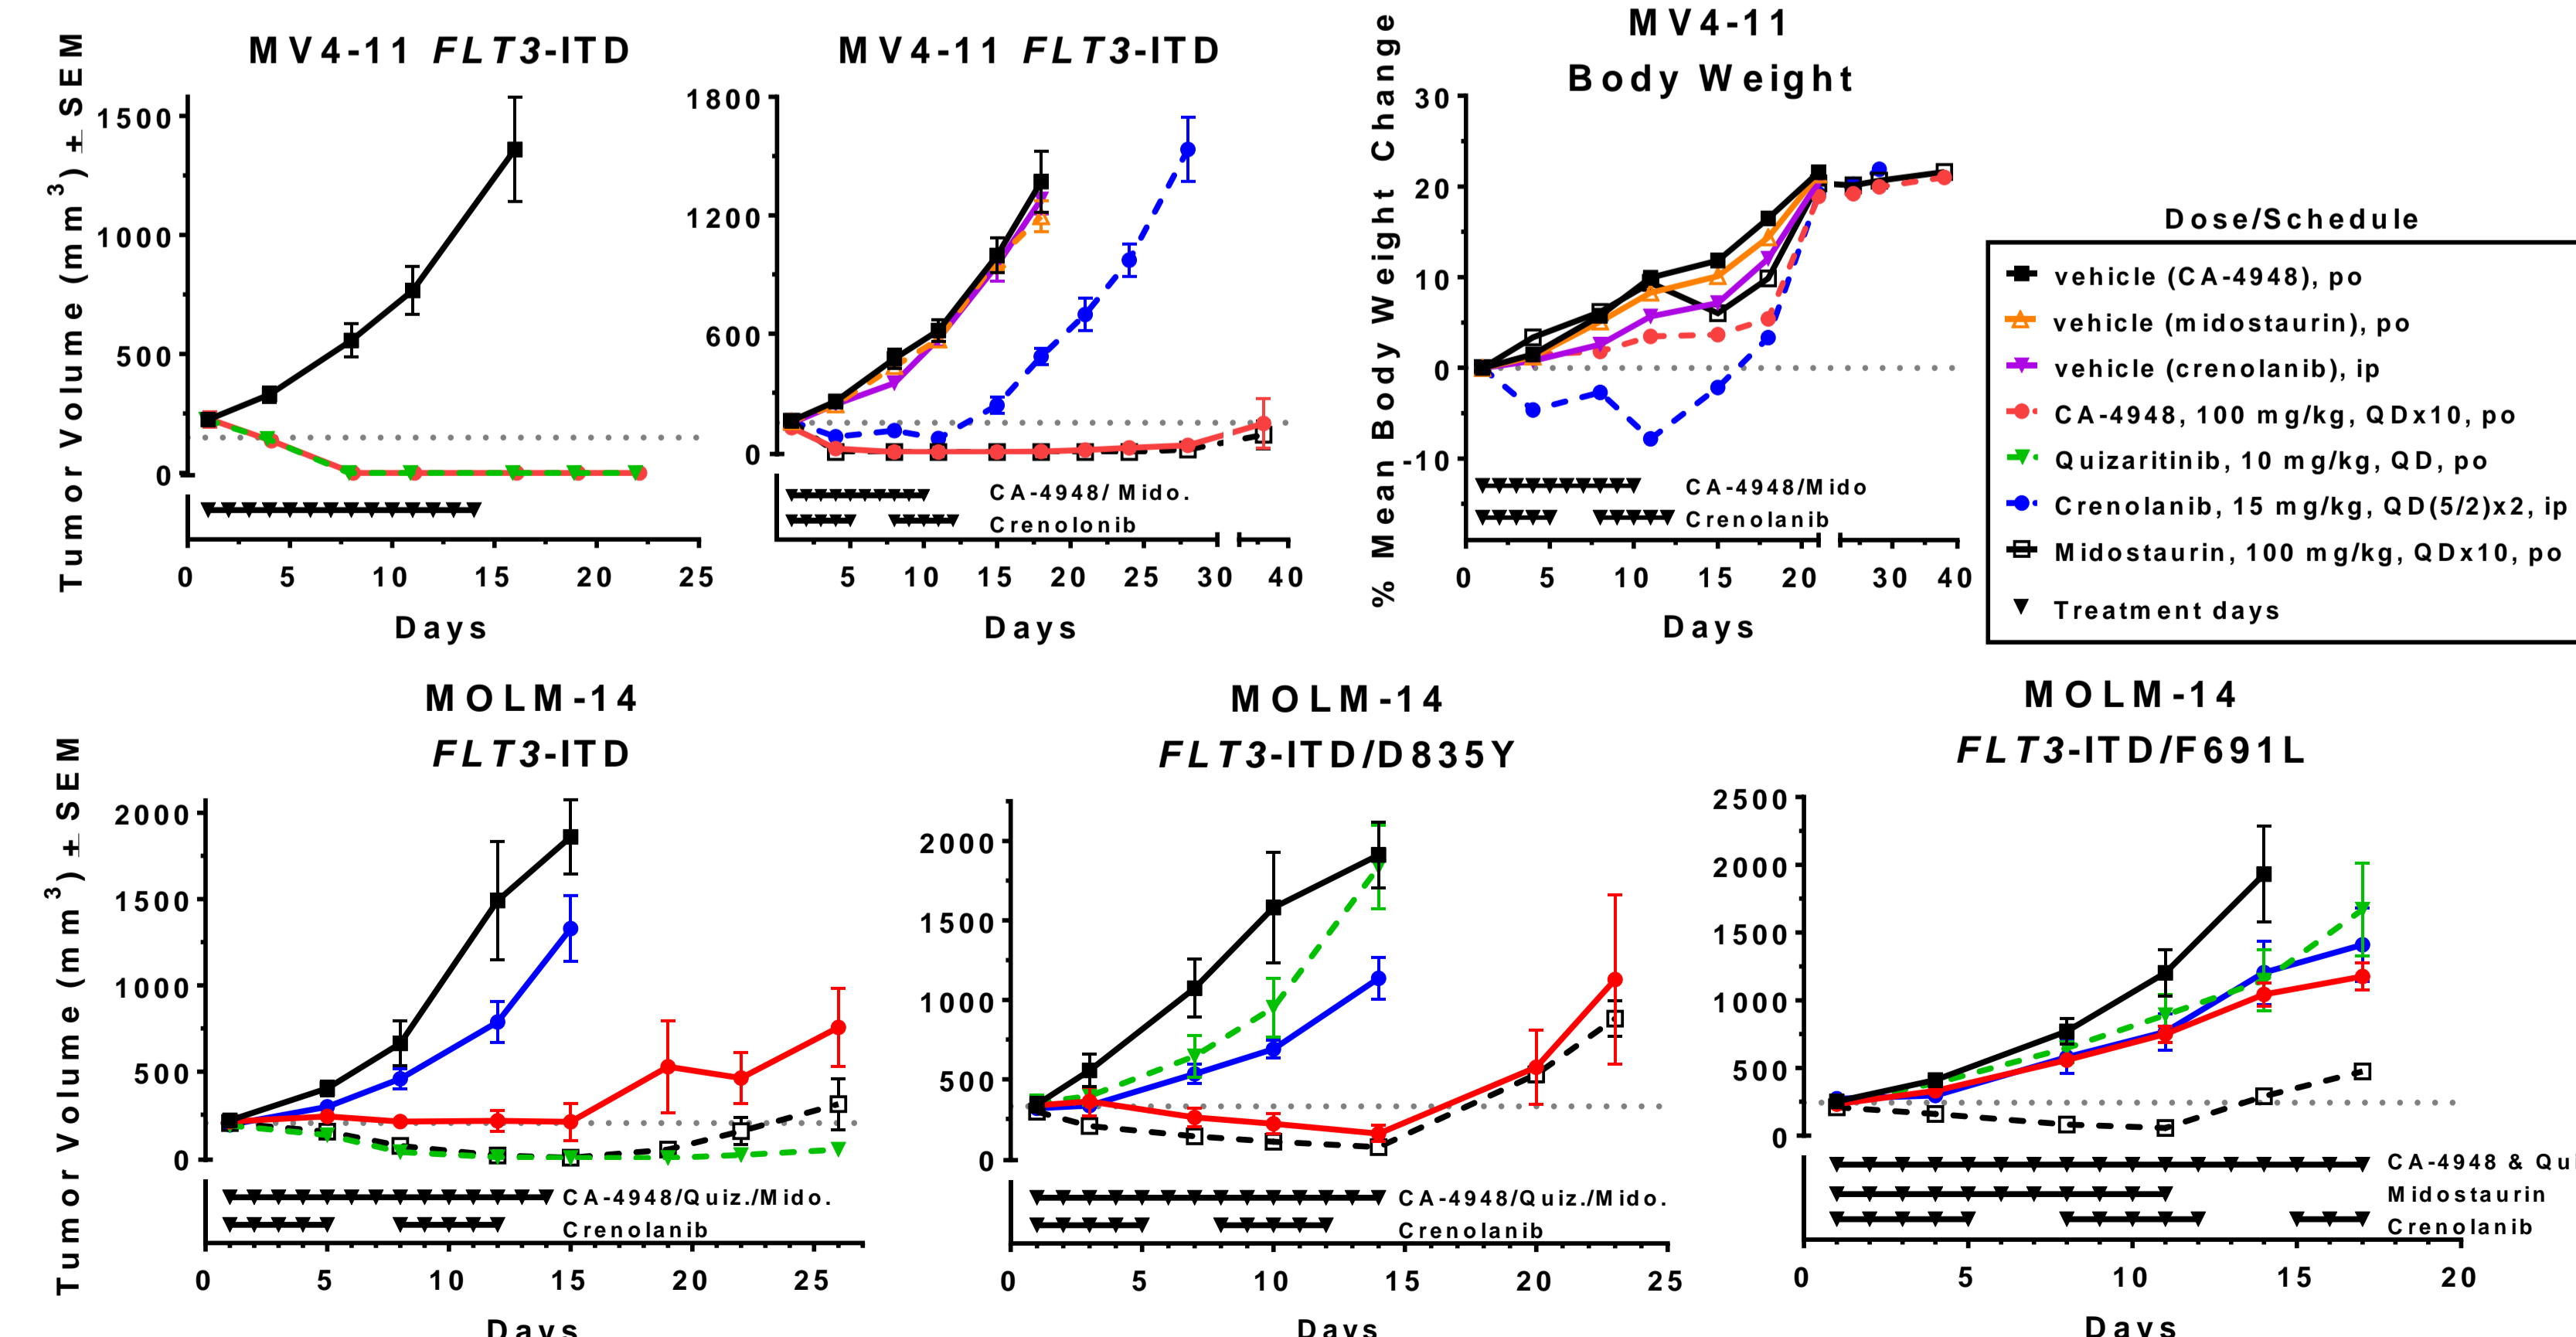 MV4-11 FLT3-ITD
Tumor Volume (mm3) ± SEM
1500
1000
500
0
0 5 10 15 20 25
Days
MV4-11 FLT3-ITD
1800
1200
600
0
CA-4948/ Mido.
Crenolonib
5 10 15 20 25 30 40
Days
MV4-11
Body Weight
% Mean Body Weight Change
30
20
10
0
-10
CA-4948/Mido
Crenolanib
0 5 10 15 20 30 40
Days
Dose/Schedule
vehicle (CA-4948), po
vehicle (midostaurin), po
vehicle (crenolanib), ip
CA-4948, 100 mg/kg, QDx10, po
Quizaritinib, 10 mg/kg, QD, po
Crenolanib, 15 mg/kg, QD(5/2)x2, ip
Midostaurin, 100 mg/kg, QDx10, po
Treatment days
MOLM-14
FLT3-ITD
Tumor Volume (mm3) ± SEM
2000
1500
1000
500
0
CA-4948/Quiz./Mido.
Crenolanib
0 5 10 15 20 25
Days
MOLM-14
FLT3-ITD/D835Y
2000
1500
1000
500
0
CA-4948/Quiz./Mido.
Crenolanib
0 5 10 15 20 25
Days
MOLM-14
FLT3-ITD/F691L
2500
2000
1500
1000
500
0
CA-4948 & Qui
Midostaurin
Crenolanib
0 5 10 15 20
Days